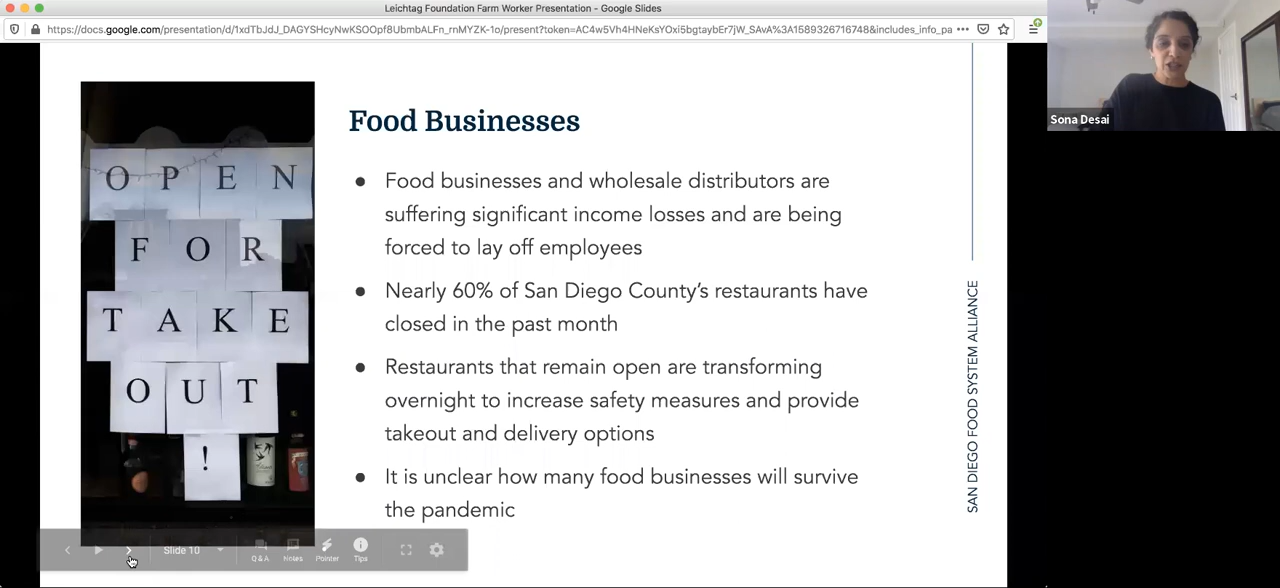 Leichtag Foundation Farm Worker Presentation - Google Slides
https://docs.google.com/presentation/d/1xdTbJdJ_DAGYSHcyNwKSOOpf8UbmbALFn_rnMYZK-1o/present?token=AC4w5Vh4HNeKsYOxi5bgtaybEr7jW_SAvA%3A1589326716748&includes_info_pa
Sona Desai
OPEN
FOR
TAKE
OUT
!
Food Businesses
● Food businesses and wholesale distributors are
suffering significant income losses and are being
forced to lay off employees
● Nearly 60% of San Diego County’s restaurants have
closed in the past month
● Restaurants that remain open are transforming
overnight to increase safety measures and provide
takeout and delivery options
● It is unclear how many food businesses will survive
the pandemic
SAN DIEGO FOOD SYSTEM ALLIANCE
Slide 10
Q&A Notes Pointer Tips